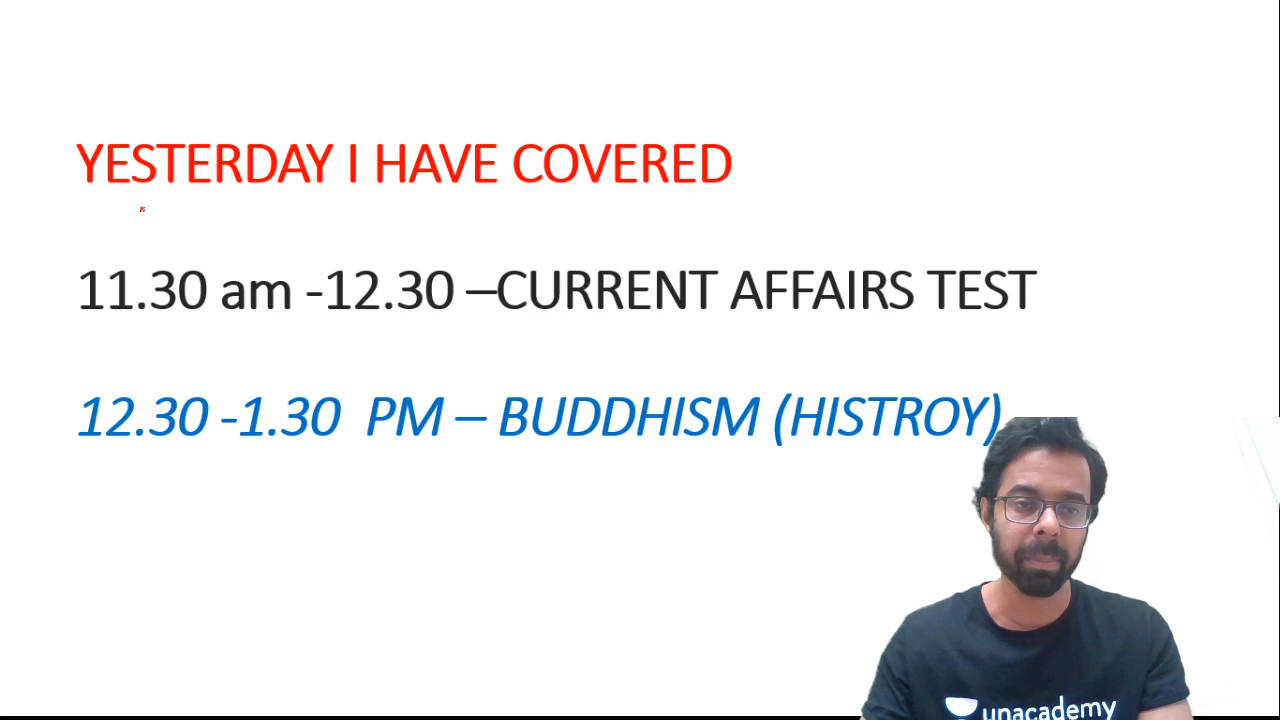 YESTERDAY I HAVE COVERED
11.30 am -12.30 –CURRENT AFFAIRS TEST
12.30 -1.30 PM – BUDDHISM (HISTROY)
unacademy